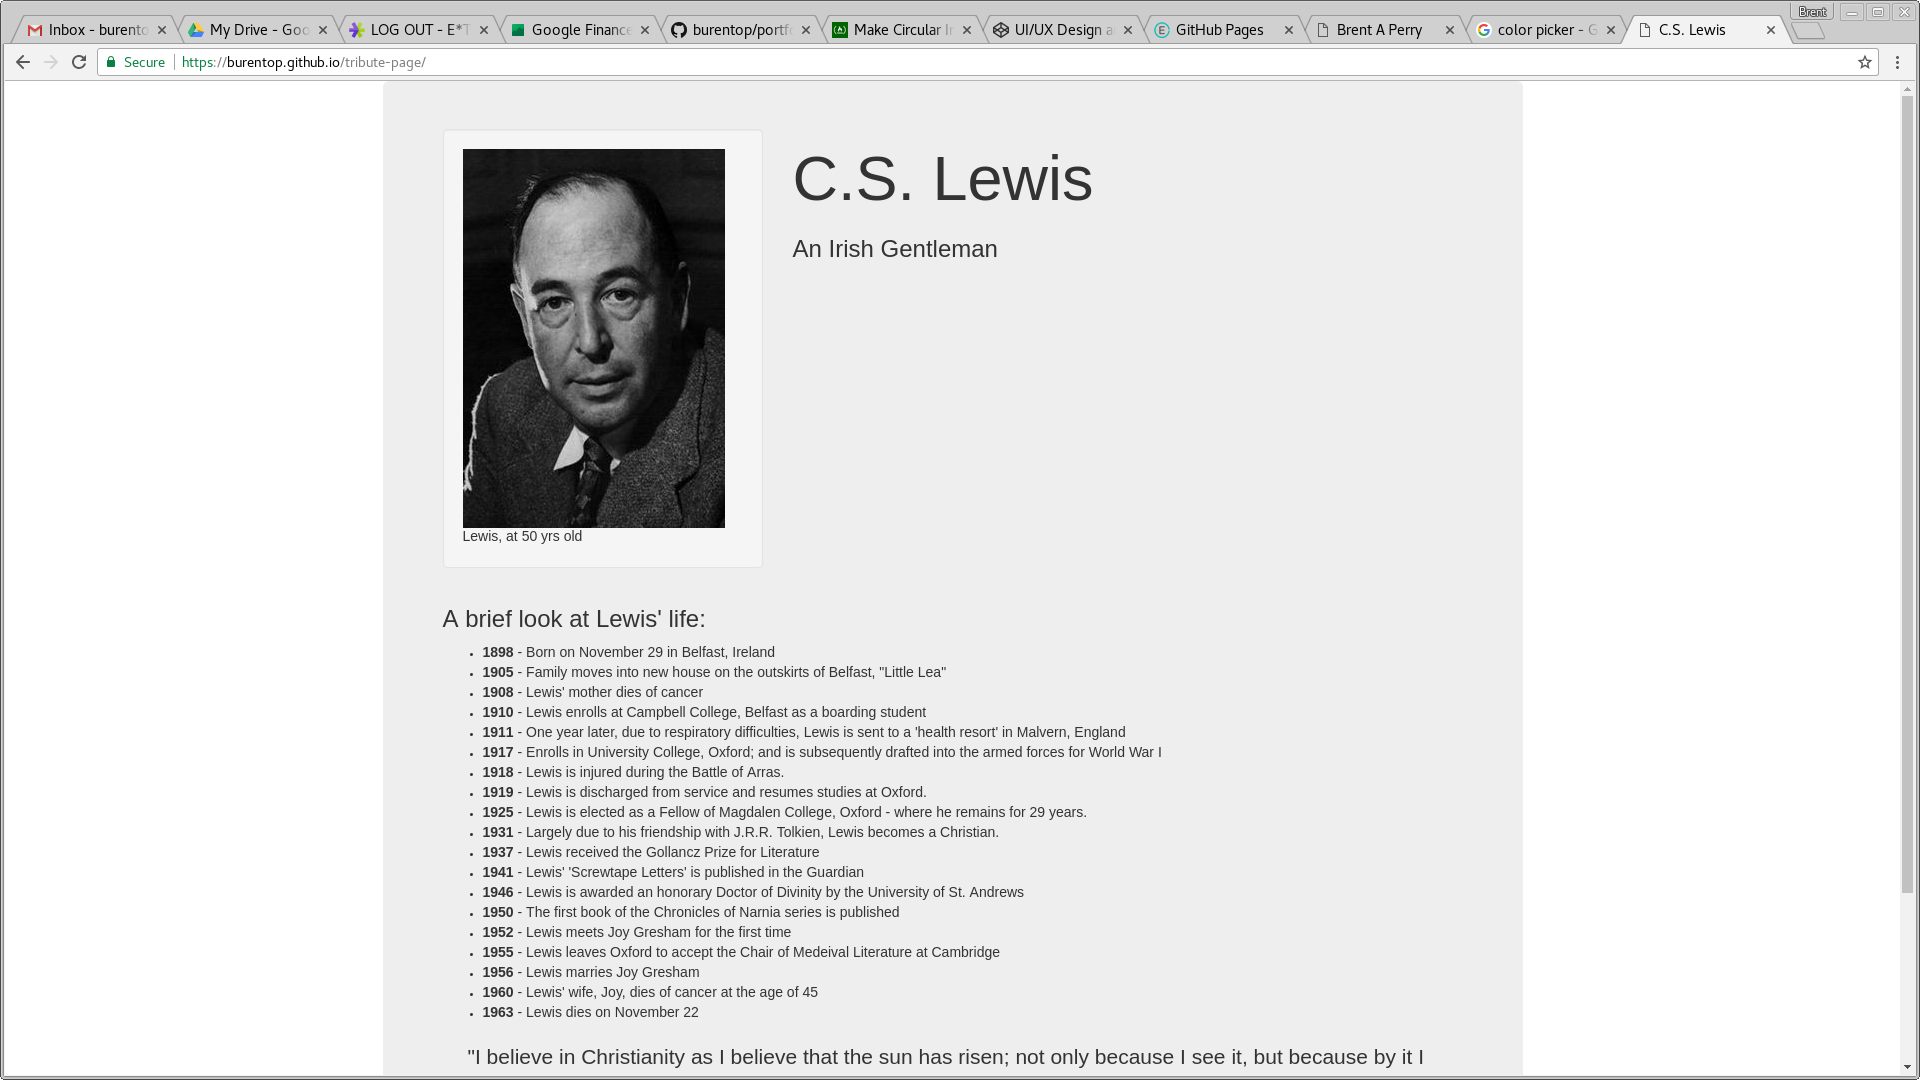 Brent
Inbox - burento
My Drive - Goo
LOG OUT - E*T
Google Finance
burentop/portf
Make Circular I
UI/UX Design a
GitHub Pages
Brent A Perry
color picker - G
C.S. Lewis
Secure https://burentop.github.io/tribute-page/
C.S. Lewis
An Irish Gentleman
Lewis, at 50 yrs old
A brief look at Lewis' life:
• 1898 - Born on November 29 in Belfast, Ireland
• 1905 - Family moves into new house on the outskirts of Belfast, "Little Lea"
• 1908 - Lewis' mother dies of cancer
• 1910 - Lewis enrolls at Campbell College, Belfast as a boarding student
• 1911 - One year later, due to respiratory difficulties, Lewis is sent to a 'health resort' in Malvern, England
• 1917 - Enrolls in University College, Oxford; and is subsequently drafted into the armed forces for World War I
• 1918 - Lewis is injured during the Battle of Arras.
• 1919 - Lewis is discharged from service and resumes studies at Oxford.
• 1925 - Lewis is elected as a Fellow of Magdalen College, Oxford - where he remains for 29 years.
• 1931 - Largely due to his friendship with J.R.R. Tolkien, Lewis becomes a Christian.
• 1937 - Lewis received the Gollancz Prize for Literature
• 1941 - Lewis' 'Screwtape Letters' is published in the Guardian
• 1946 - Lewis is awarded an honorary Doctor of Divinity by the University of St. Andrews
• 1950 - The first book of the Chronicles of Narnia series is published
• 1952 - Lewis meets Joy Gresham for the first time
• 1955 - Lewis leaves Oxford to accept the Chair of Medeival Literature at Cambridge
• 1956 - Lewis marries Joy Gresham
• 1960 - Lewis' wife, Joy, dies of cancer at the age of 45
• 1963 - Lewis dies on November 22
"I believe in Christianity as I believe that the sun has risen; not only because I see it, but because by it I